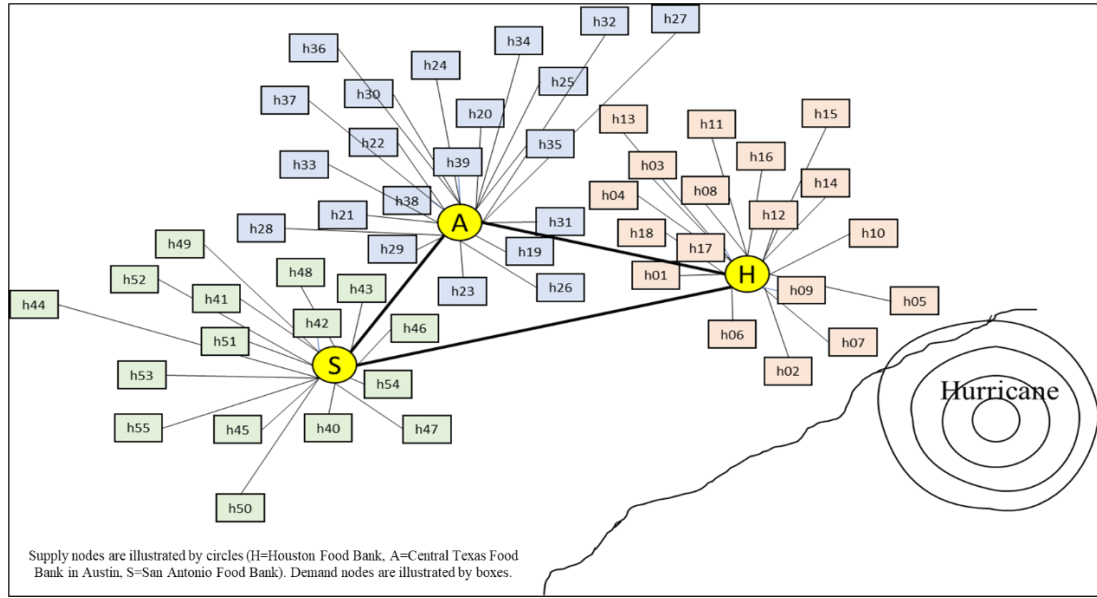 h32
h27
h36
h34
h24
h25
h30
h37
h15
h20
h13
h11
h22
h35
h16
h39
h33
h03
h14
h08
h04
h38
h21
h12
A
h31
h28
h18
h10
h49
h29
h17
h19
h48
H
h01
h52
h43
h23
h26
h09
h41
h44
h05
h42
h46
h06
h51
h07
S
h02
h53
h54
Hurricane
h55
h45
h40
h47
h50
Supply nodes are illustrated by circles (H=Houston Food Bank, A=Central Texas Food
Bank in Austin, S=San Antonio Food Bank). Demand nodes are illustrated by boxes.